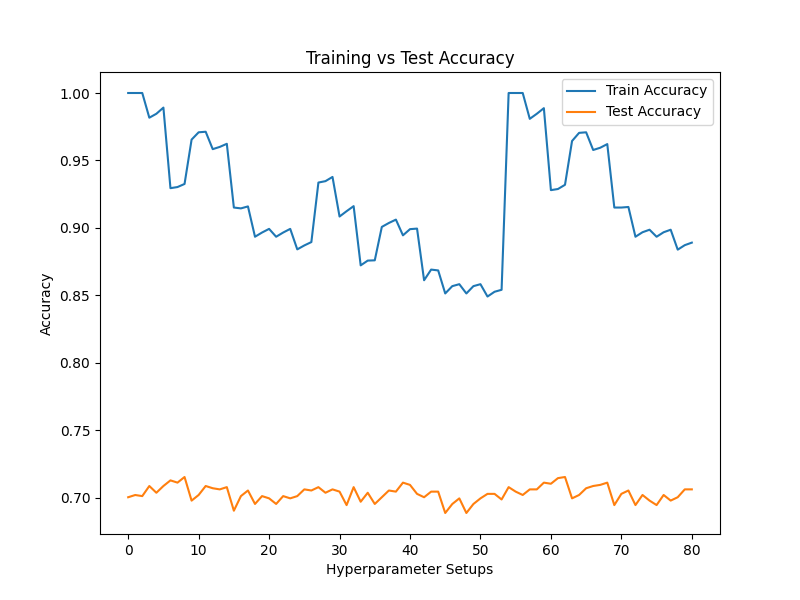 Training vs Test Accuracy
Train Accuracy
Test Accuracy
1.00
0.95
0.90
0.85
0.80
0.75
0.70
Accuracy
0 10 20 30 40 50 60 70 80
Hyperparameter Setups